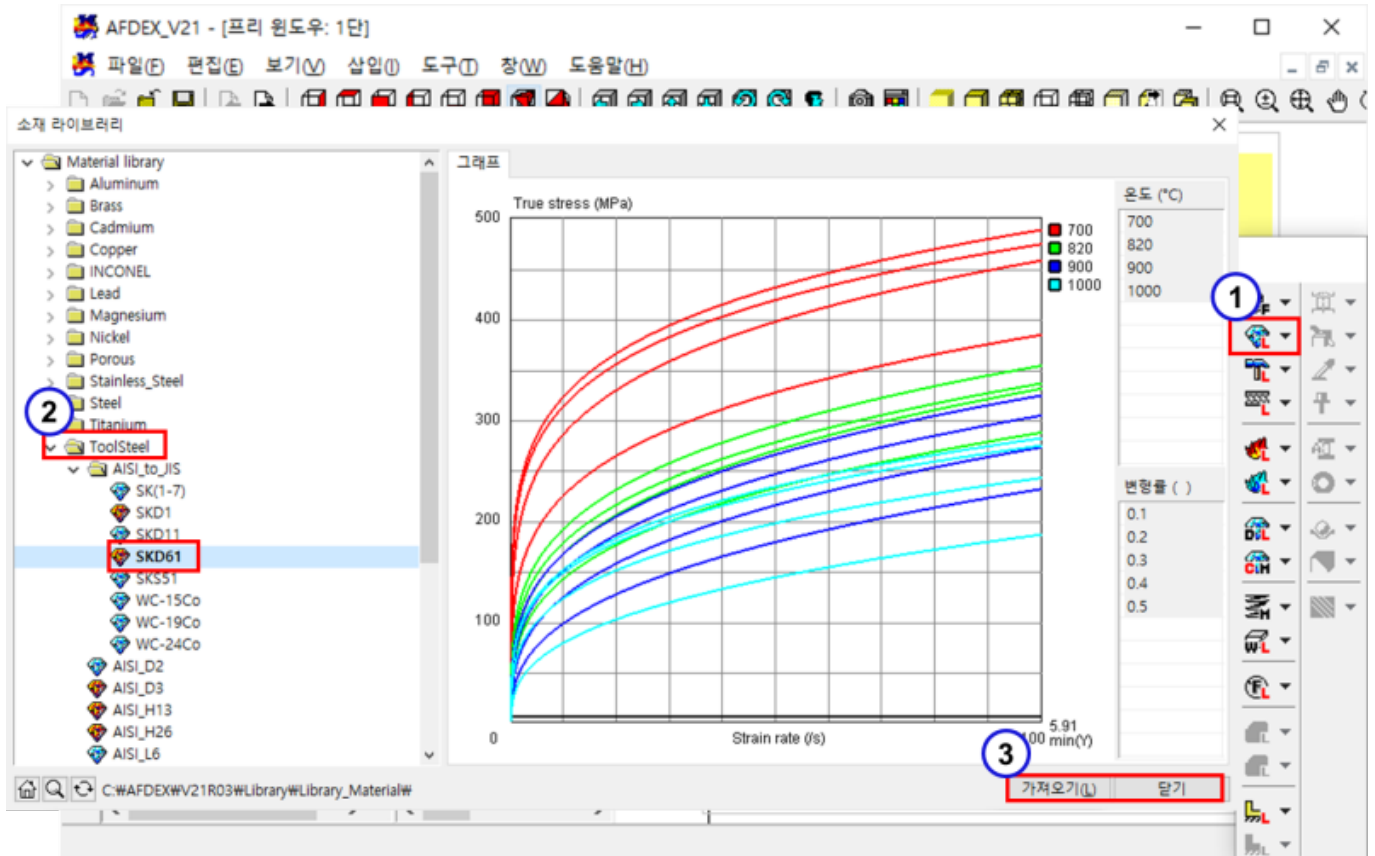 AFDEX_V21 - [프리 윈도우: 1단]
파일(F) 편집(E) 보기(V) 삽입(I) 도구(T) 창(W) 도움말(H)
소재 라이브러리
Material library
Aluminum
Brass
Cadmium
Copper
INCONEL
Lead
Magnesium
Nickel
Porous
Stainless_Steel
Steel
Titanium
2
ToolSteel
AISI_to_JIS
SK(1-7)
SKD1
SKD11
SKD61
SKS51
WC-15Co
WC-19Co
WC-24Co
AISI_D2
AISI_D3
AISI_H13
AISI_H26
AISI_L6
그래프
True stress (MPa)
500
400
300
200
100
0
Strain rate (/s)
100
5.91
min(Y)
700
820
900
1000
온도 (°C)
700
820
900
1000
변형률 ( )
0.1
0.2
0.3
0.4
0.5
1
3
C:₩AFDEX₩V21R03₩Library₩Library_Material₩
가져오기(L) 닫기